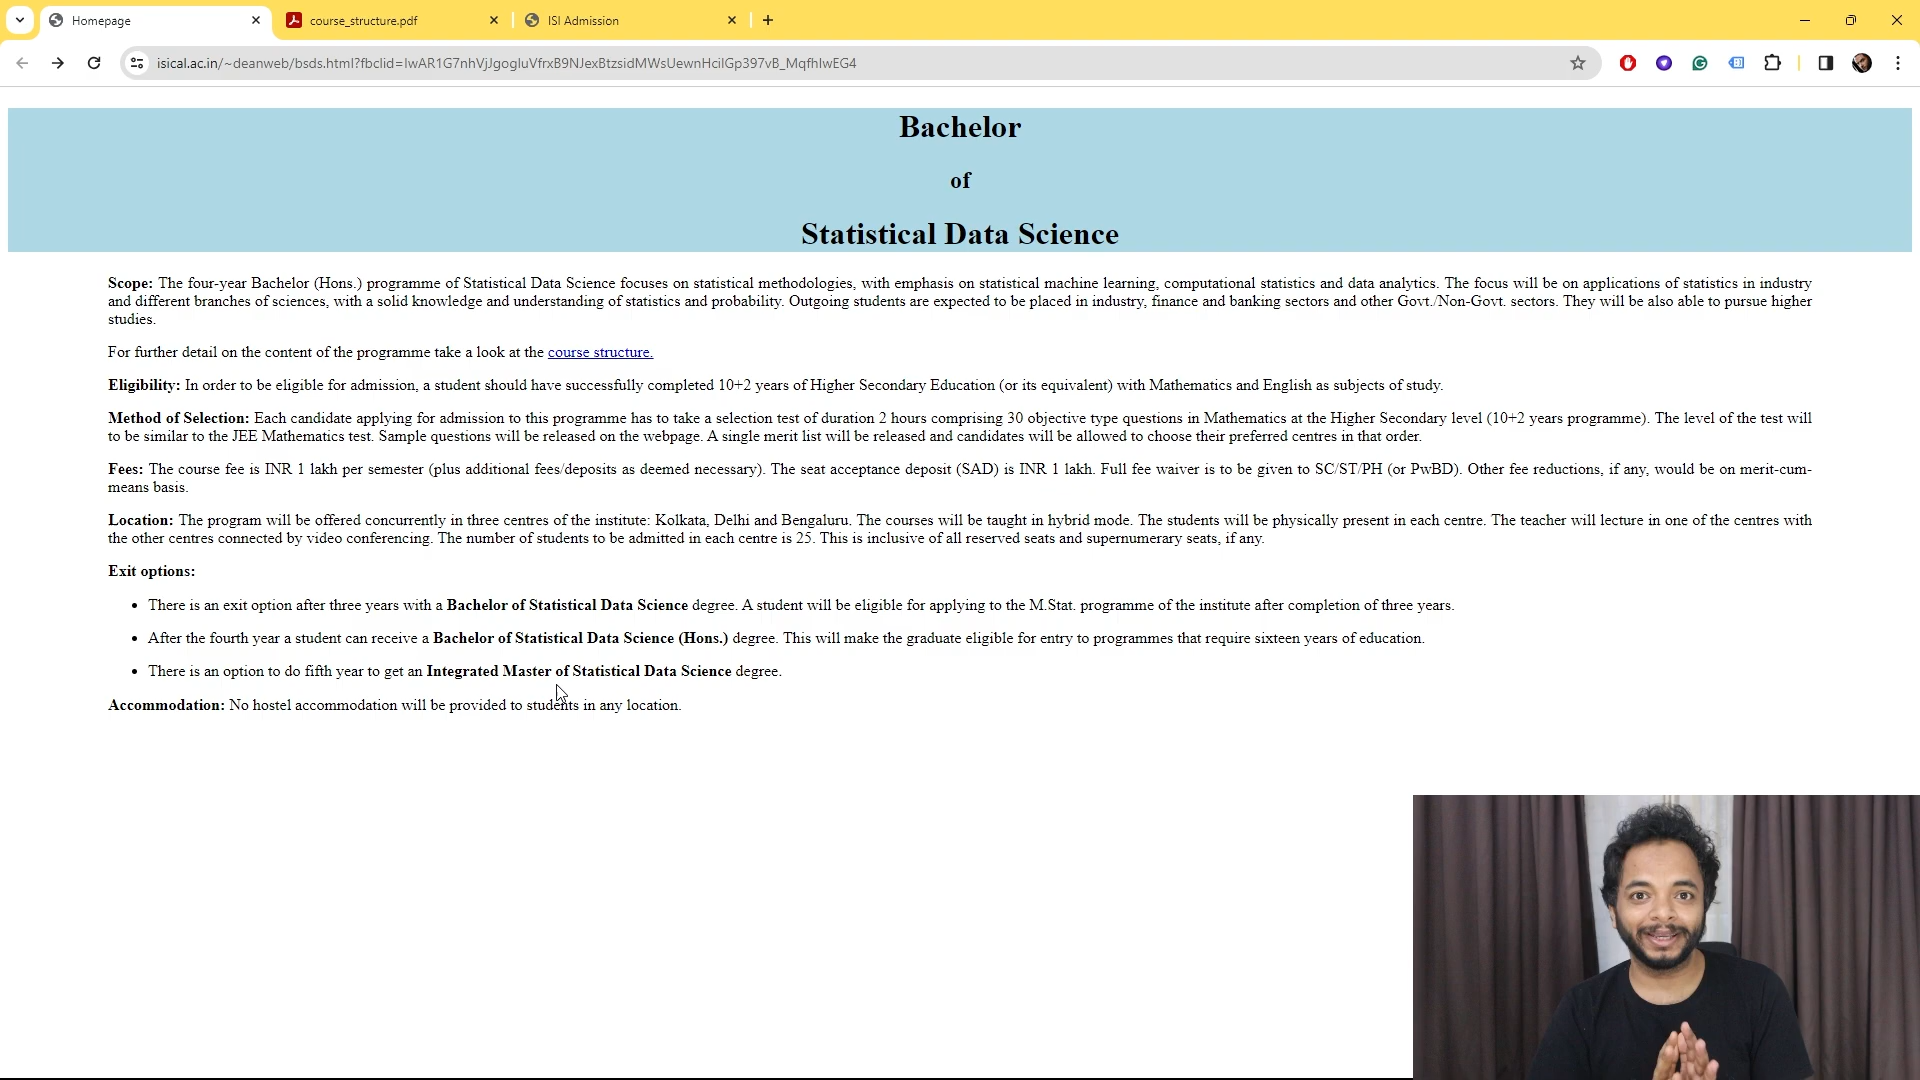 Homepage
course_structure.pdf
ISI Admission
isical.ac.in/~deanweb/bsds.html?fbclid=IwAR1G7nhVjJgogluVfrxB9NJexBtzsidMWsUewnHcilGp397vB_MqfhlwEG4
Bachelor
of
Statistical Data Science
Scope: The four-year Bachelor (Hons.) programme of Statistical Data Science focuses on statistical methodologies, with emphasis on statistical machine learning, computational statistics and data analytics. The focus will be on applications of statistics in industry
and different branches of sciences, with a solid knowledge and understanding of statistics and probability. Outgoing students are expected to be placed in industry, finance and banking sectors and other Govt./Non-Govt. sectors. They will be also able to pursue higher
studies.
For further detail on the content of the programme take a look at the course structure.
Eligibility: In order to be eligible for admission, a student should have successfully completed 10+2 years of Higher Secondary Education (or its equivalent) with Mathematics and English as subjects of study.
Method of Selection: Each candidate applying for admission to this programme has to take a selection test of duration 2 hours comprising 30 objective type questions in Mathematics at the Higher Secondary level (10+2 years programme). The level of the test will
to be similar to the JEE Mathematics test. Sample questions will be released on the webpage. A single merit list will be released and candidates will be allowed to choose their preferred centres in that order.
Fees: The course fee is INR 1 lakh per semester (plus additional fees/deposits as deemed necessary). The seat acceptance deposit (SAD) is INR 1 lakh. Full fee waiver is to be given to SC/ST/PH (or PwBD). Other fee reductions, if any, would be on merit-cum-
means basis.
Location: The program will be offered concurrently in three centres of the institute: Kolkata, Delhi and Bengaluru. The courses will be taught in hybrid mode. The students will be physically present in each centre. The teacher will lecture in one of the centres with
the other centres connected by video conferencing. The number of students to be admitted in each centre is 25. This is inclusive of all reserved seats and supernumerary seats, if any.
Exit options:
• There is an exit option after three years with a Bachelor of Statistical Data Science degree. A student will be eligible for applying to the M.Stat. programme of the institute after completion of three years.
• After the fourth year a student can receive a Bachelor of Statistical Data Science (Hons.) degree. This will make the graduate eligible for entry to programmes that require sixteen years of education.
• There is an option to do fifth year to get an Integrated Master of Statistical Data Science degree.
Accommodation: No hostel accommodation will be provided to students in any location.